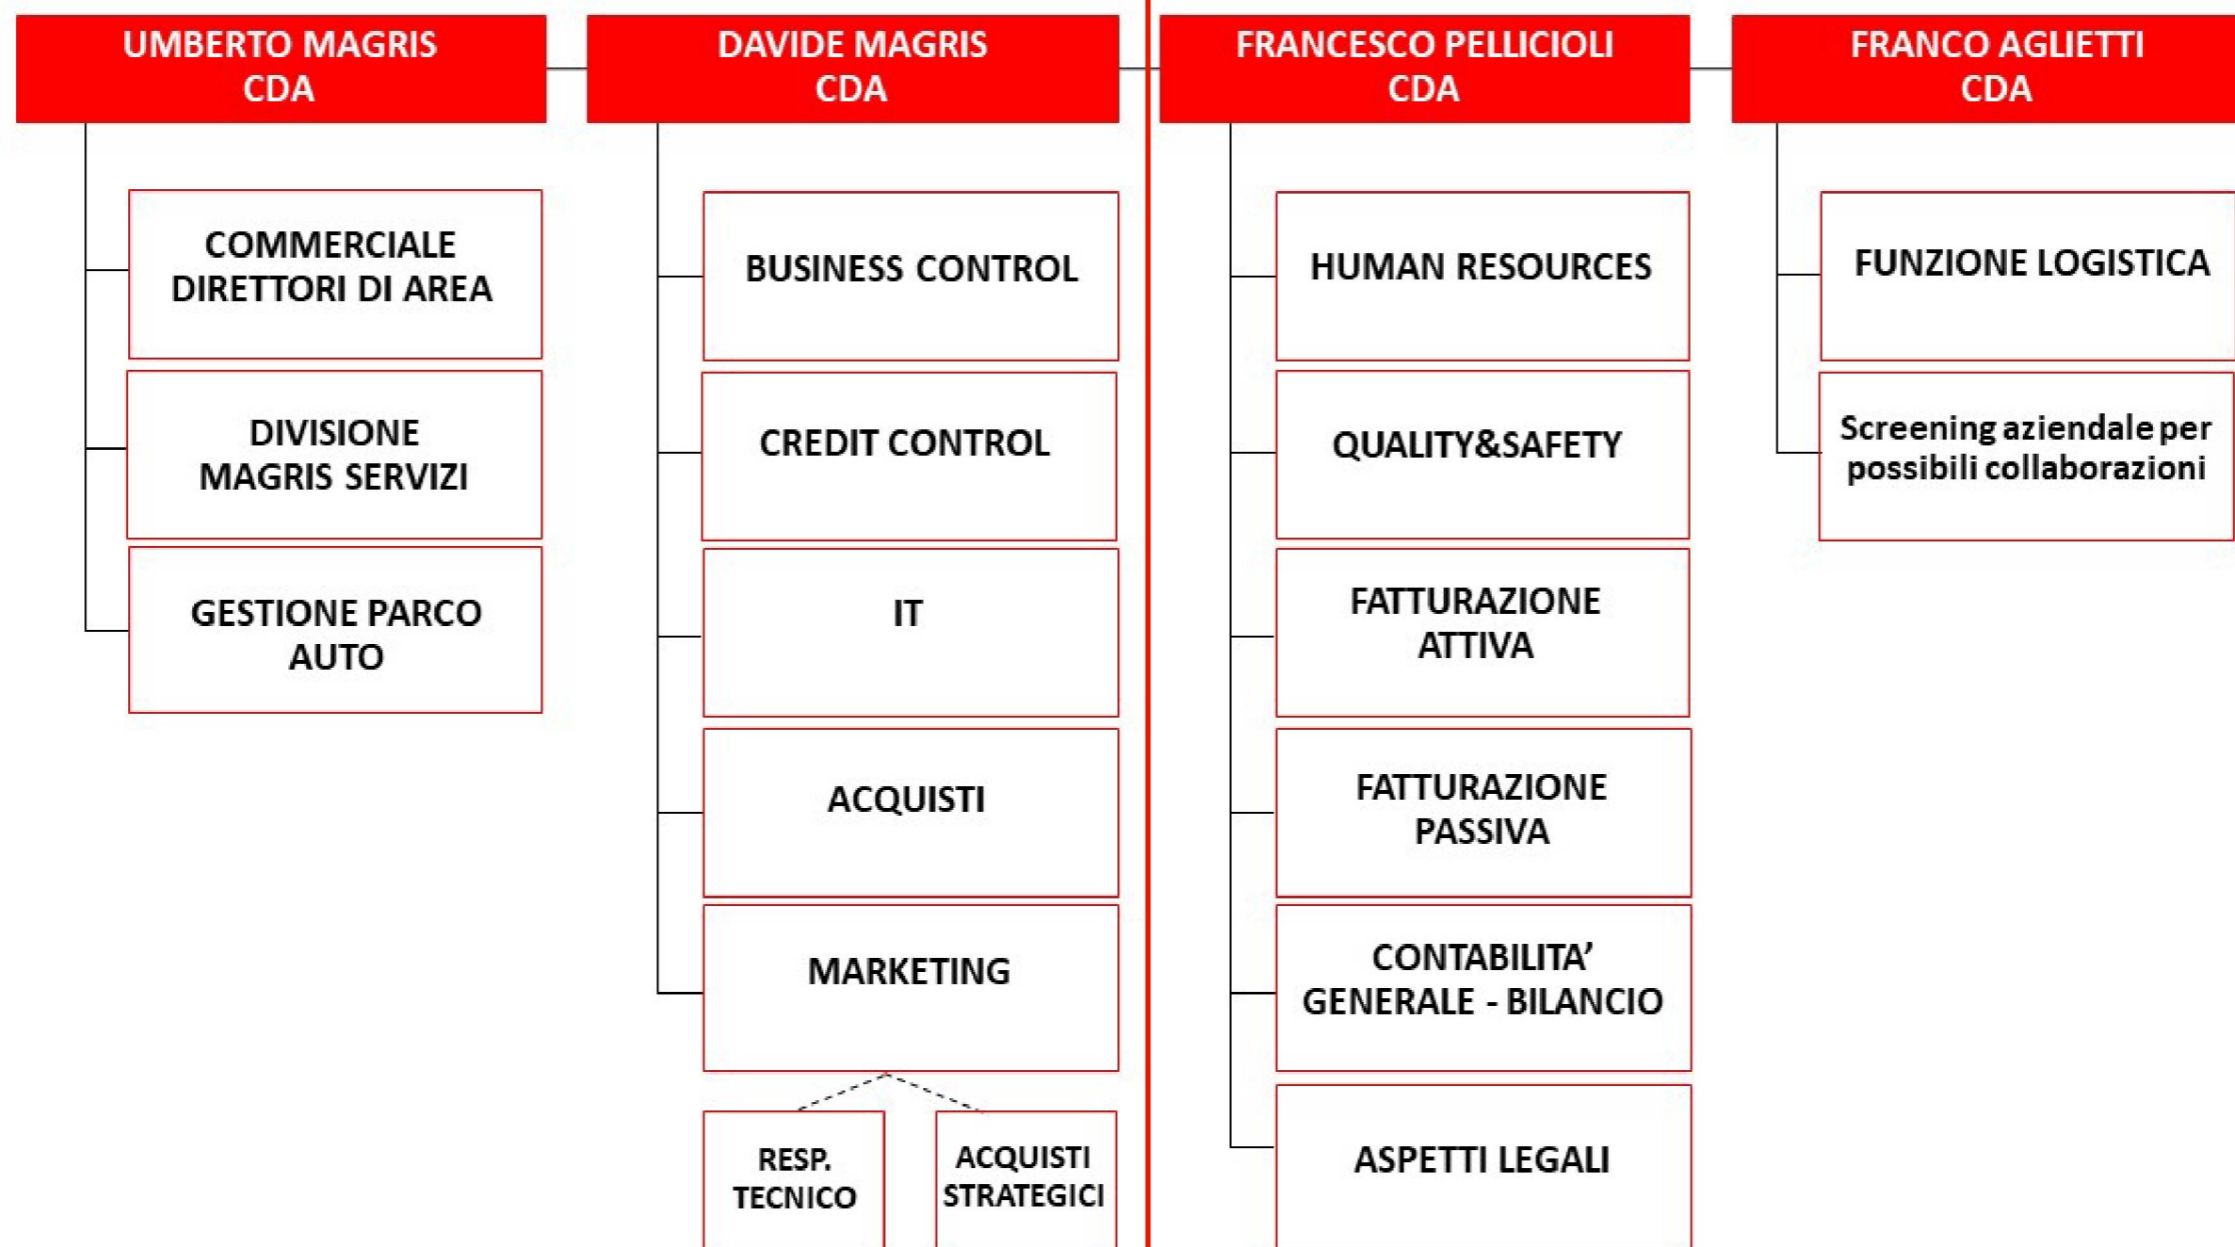 UMBERTO MAGRIS
CDA
COMMERCIALE
DIRETTORI DI AREA
DIVISIONE
MAGRIS SERVIZI
GESTIONE PARCO
AUTO
DAVIDE MAGRIS
CDA
BUSINESS CONTROL
CREDIT CONTROL
IT
ACQUISTI
MARKETING
RESP.
TECNICO
ACQUISTI
STRATEGICI
FRANCESCO PELLICIOLI
CDA
HUMAN RESOURCES
QUALITY&SAFETY
FATTURAZIONE
ATTIVA
FATTURAZIONE
PASSIVA
CONTABILITA’
GENERALE - BILANCIO
ASPETTI LEGALI
FRANCO AGLIETTI
CDA
FUNZIONE LOGISTICA
Screening aziendale per
possibili collaborazioni